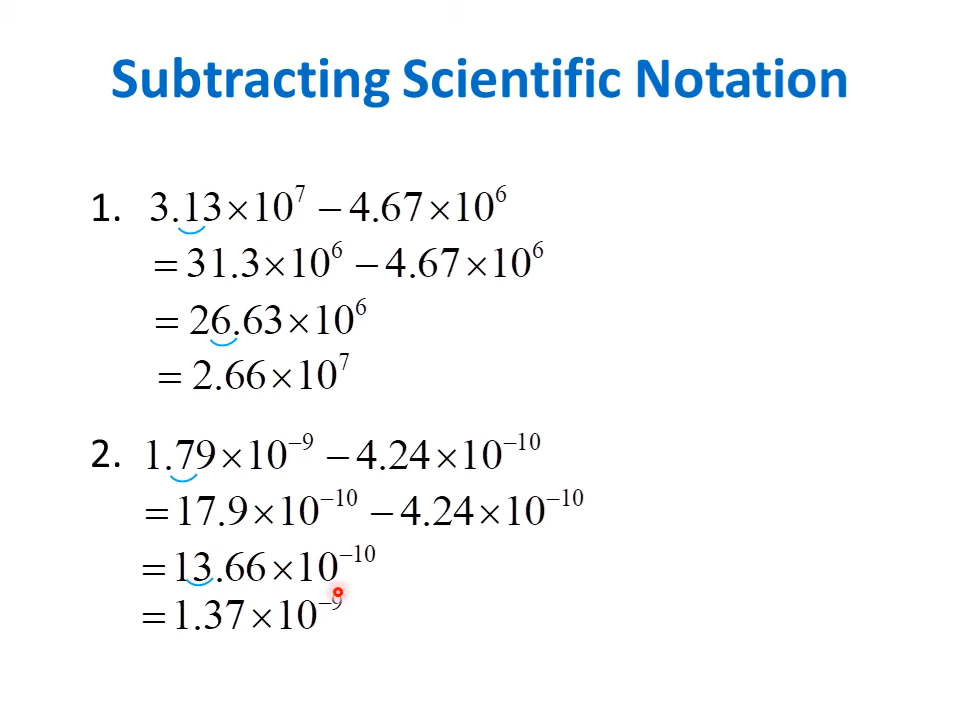 Subtracting Scientific Notation
1. 3.13×10⁷ − 4.67×10⁶
= 31.3×10⁶ − 4.67×10⁶
= 26.63×10⁶
= 2.66×10⁷
2. 1.79×10⁻⁹ − 4.24×10⁻¹⁰
= 17.9×10⁻¹⁰ − 4.24×10⁻¹⁰
= 13.66×10⁻¹⁰
= 1.37×10⁻⁹